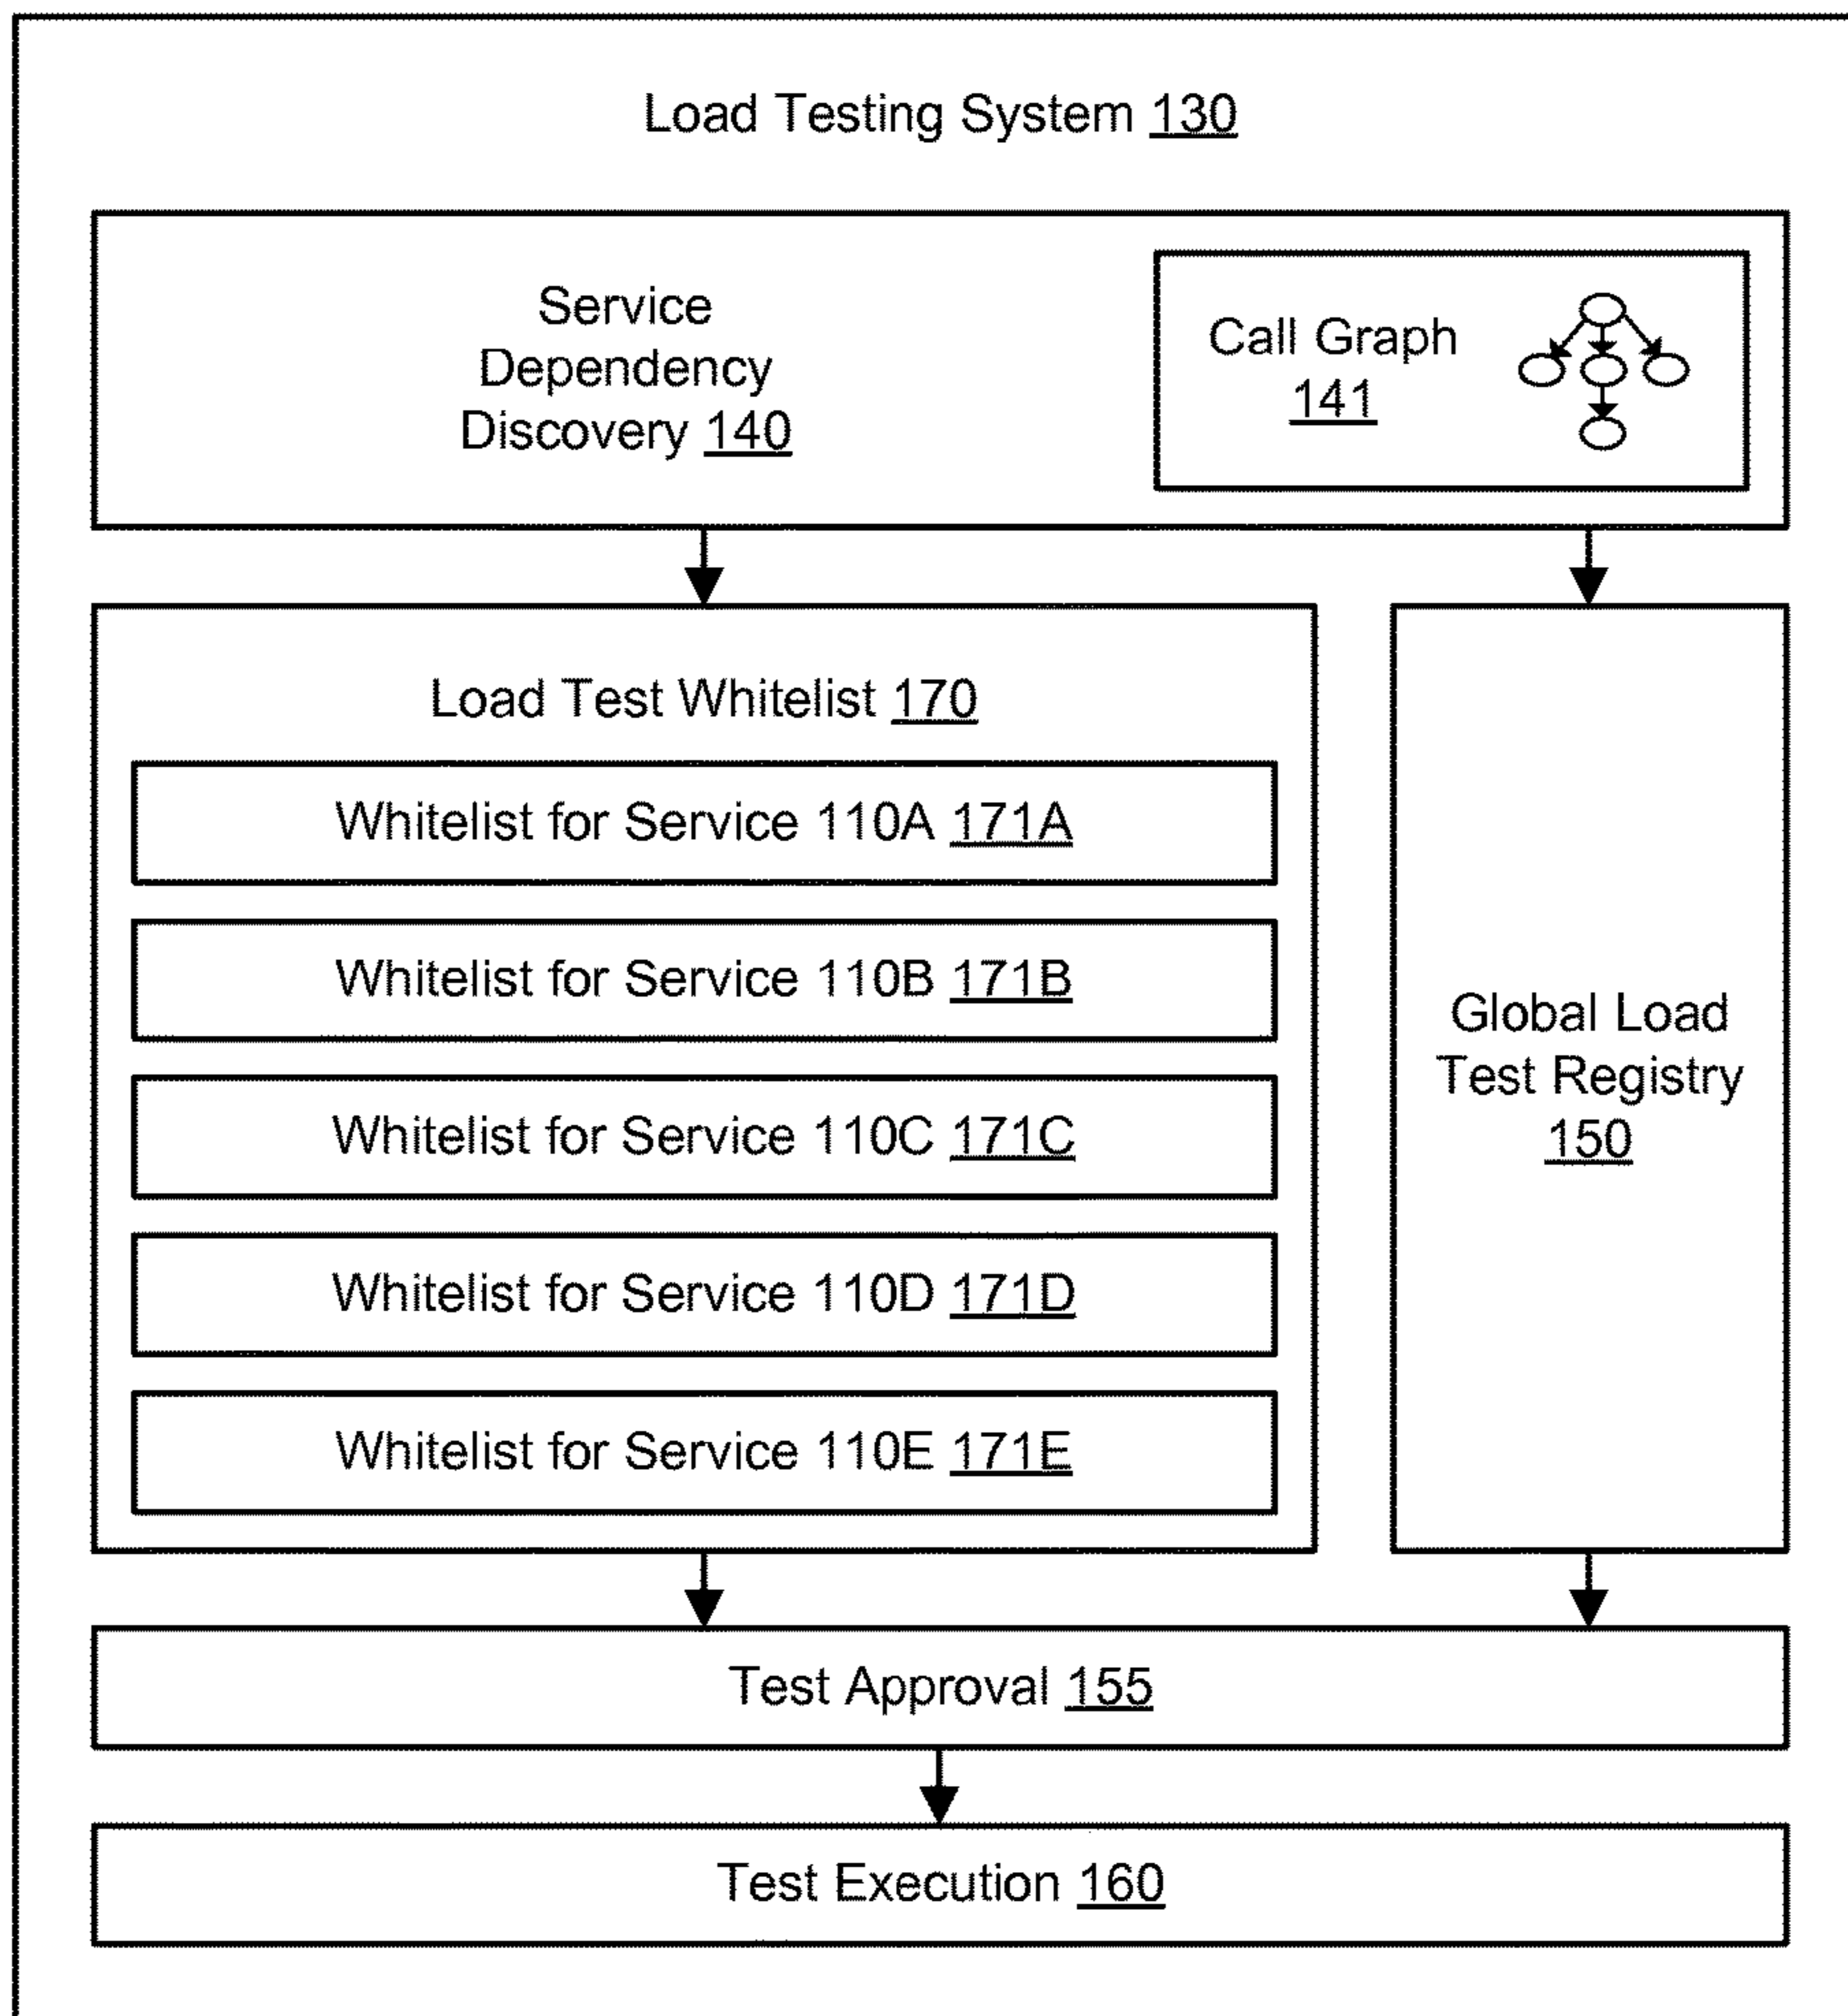 Load Testing System 130
Service
Dependency
Discovery 140
Call Graph
141
Load Test Whitelist 170
Whitelist for Service 110A 171A
Whitelist for Service 110B 171B
Whitelist for Service 110C 171C
Whitelist for Service 110D 171D
Whitelist for Service 110E 171E
Global Load
Test Registry
150
Test Approval 155
Test Execution 160